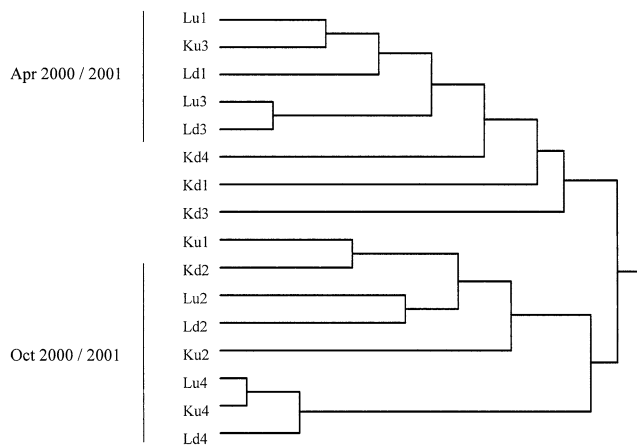 Lu1
Ku3
Apr 2000 / 2001
Ld1
Lu3
Ld3
Kd4
Kd1
Kd3
Ku1
Kd2
Lu2
Ld2
Oct 2000 / 2001
Ku2
Lu4
Ku4
Ld4